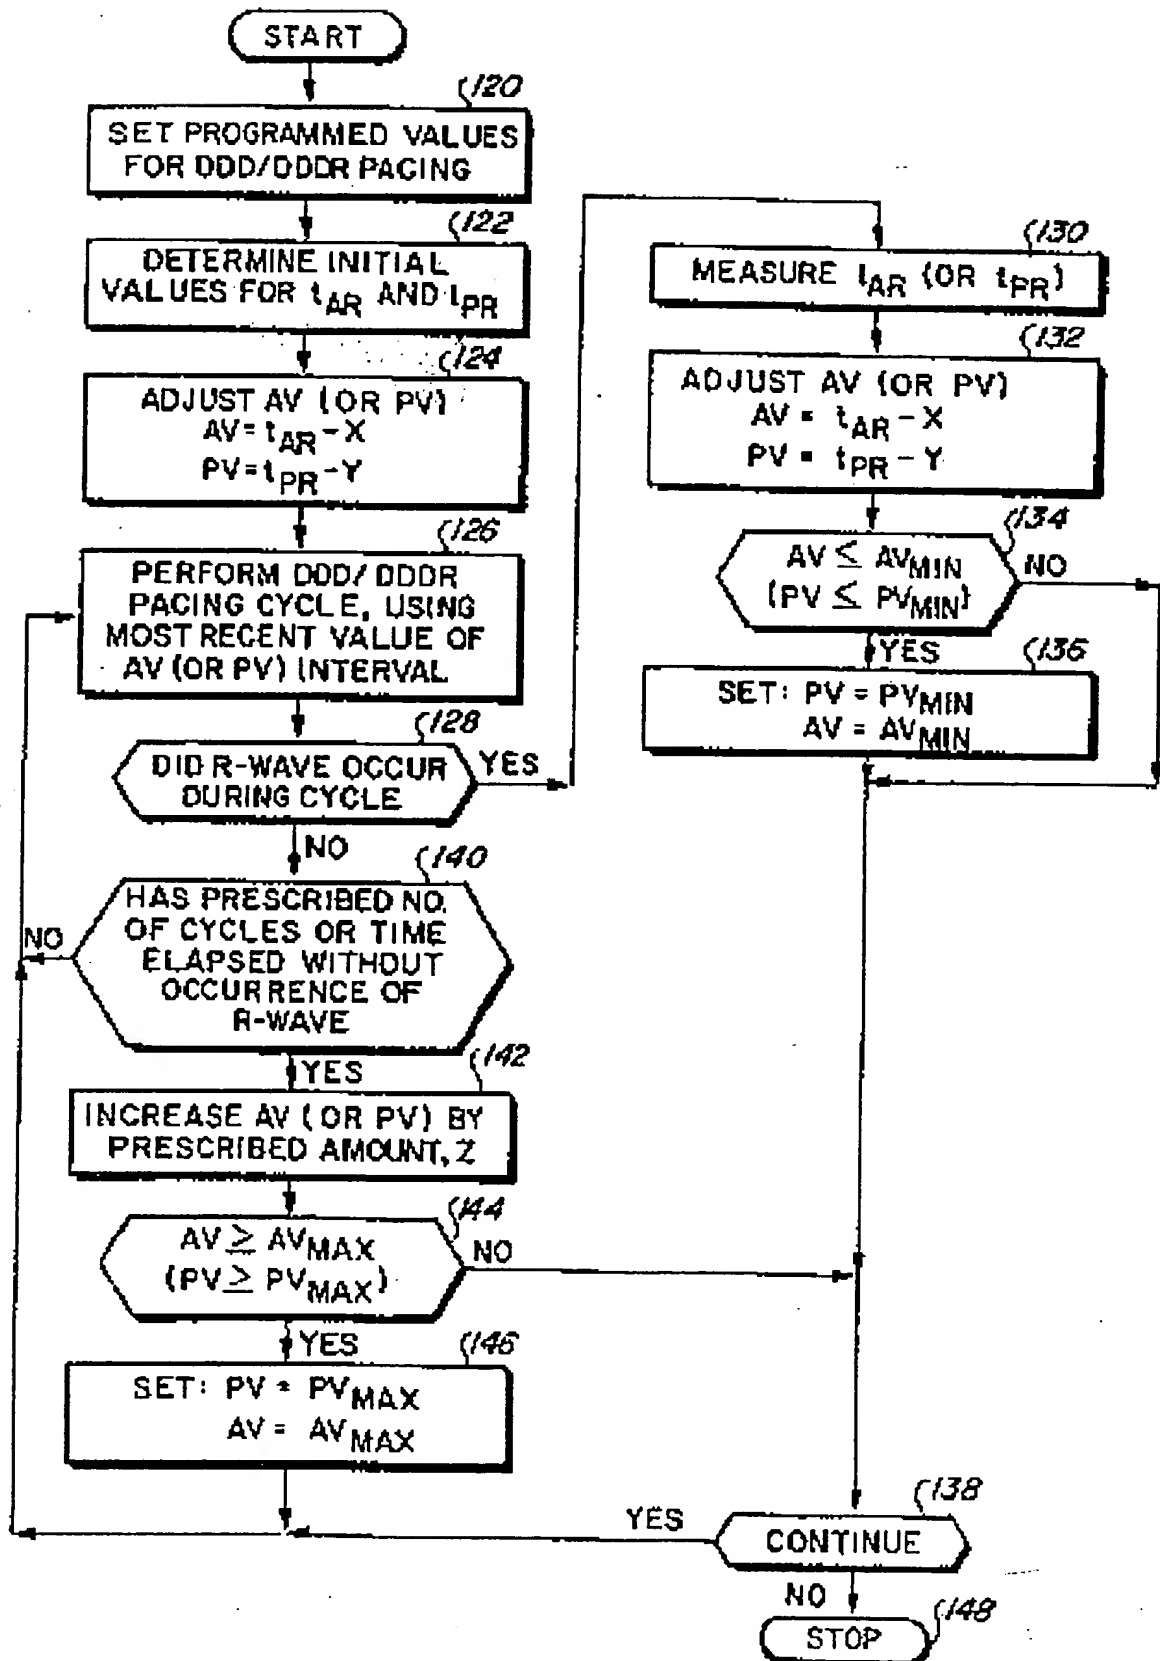 START
120
SET PROGRAMMED VALUES
FOR DDD/DDDR PACING
122
DETERMINE INITIAL
VALUES FOR tAR AND tPR
124
ADJUST AV (OR PV)
AV = tAR - X
PV = tPR - Y
126
PERFORM DDD/DDDR
PACING CYCLE, USING
MOST RECENT VALUE OF
AV (OR PV) INTERVAL
128
DID R-WAVE OCCUR
DURING CYCLE
YES
NO
140
HAS PRESCRIBED NO.
OF CYCLES OR TIME
ELAPSED WITHOUT
OCCURRENCE OF
R-WAVE
NO
YES
142
INCREASE AV (OR PV) BY
PRESCRIBED AMOUNT, Z
144
AV ≥ AVMAX
(PV ≥ PVMAX)
NO
YES
146
SET: PV = PVMAX
AV = AVMAX
130
MEASURE tAR (OR tPR)
132
ADJUST AV (OR PV)
AV = tAR - X
PV = tPR - Y
134
AV ≤ AVMIN
(PV ≤ PVMIN)
NO
YES
136
SET: PV = PVMIN
AV = AVMIN
138
CONTINUE
YES
NO
148
STOP